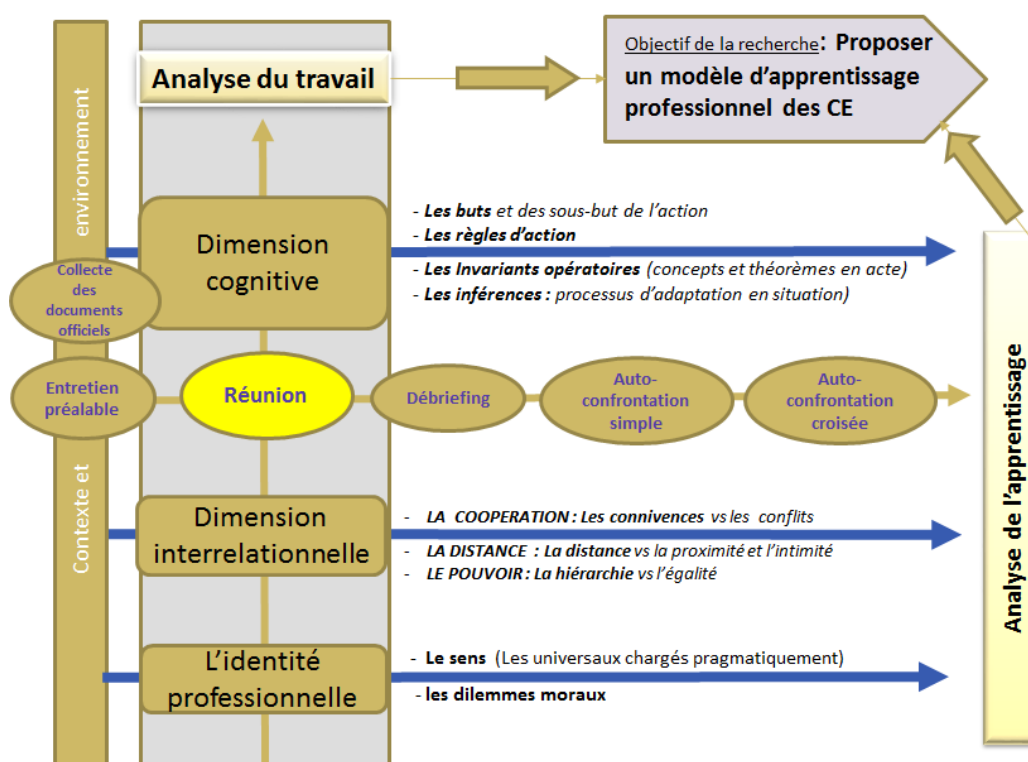 Analyse du travail
Objectif de la recherche: Proposer
un modèle d'apprentissage
professionnel des CE
environnement
Contexte et
Dimension
cognitive
- Les buts et des sous-but de l'action
- Les règles d'action
- Les Invariants opératoires (concepts et théorèmes en acte)
- Les inférences : processus d'adaptation en situation)
Collecte
des
documents
officiels
Entretien
préalable
Réunion
Débriefing
Auto-
confrontation
simple
Auto-
confrontation
croisée
Analyse de l'apprentissage
Dimension
interrelationnelle
- LA COOPERATION : Les connivences vs les conflits
- LA DISTANCE : La distance vs la proximité et l'intimité
- LE POUVOIR : La hiérarchie vs l'égalité
L'identité
professionnelle
- Le sens (Les universaux chargés pragmatiquement)
- les dilemmes moraux